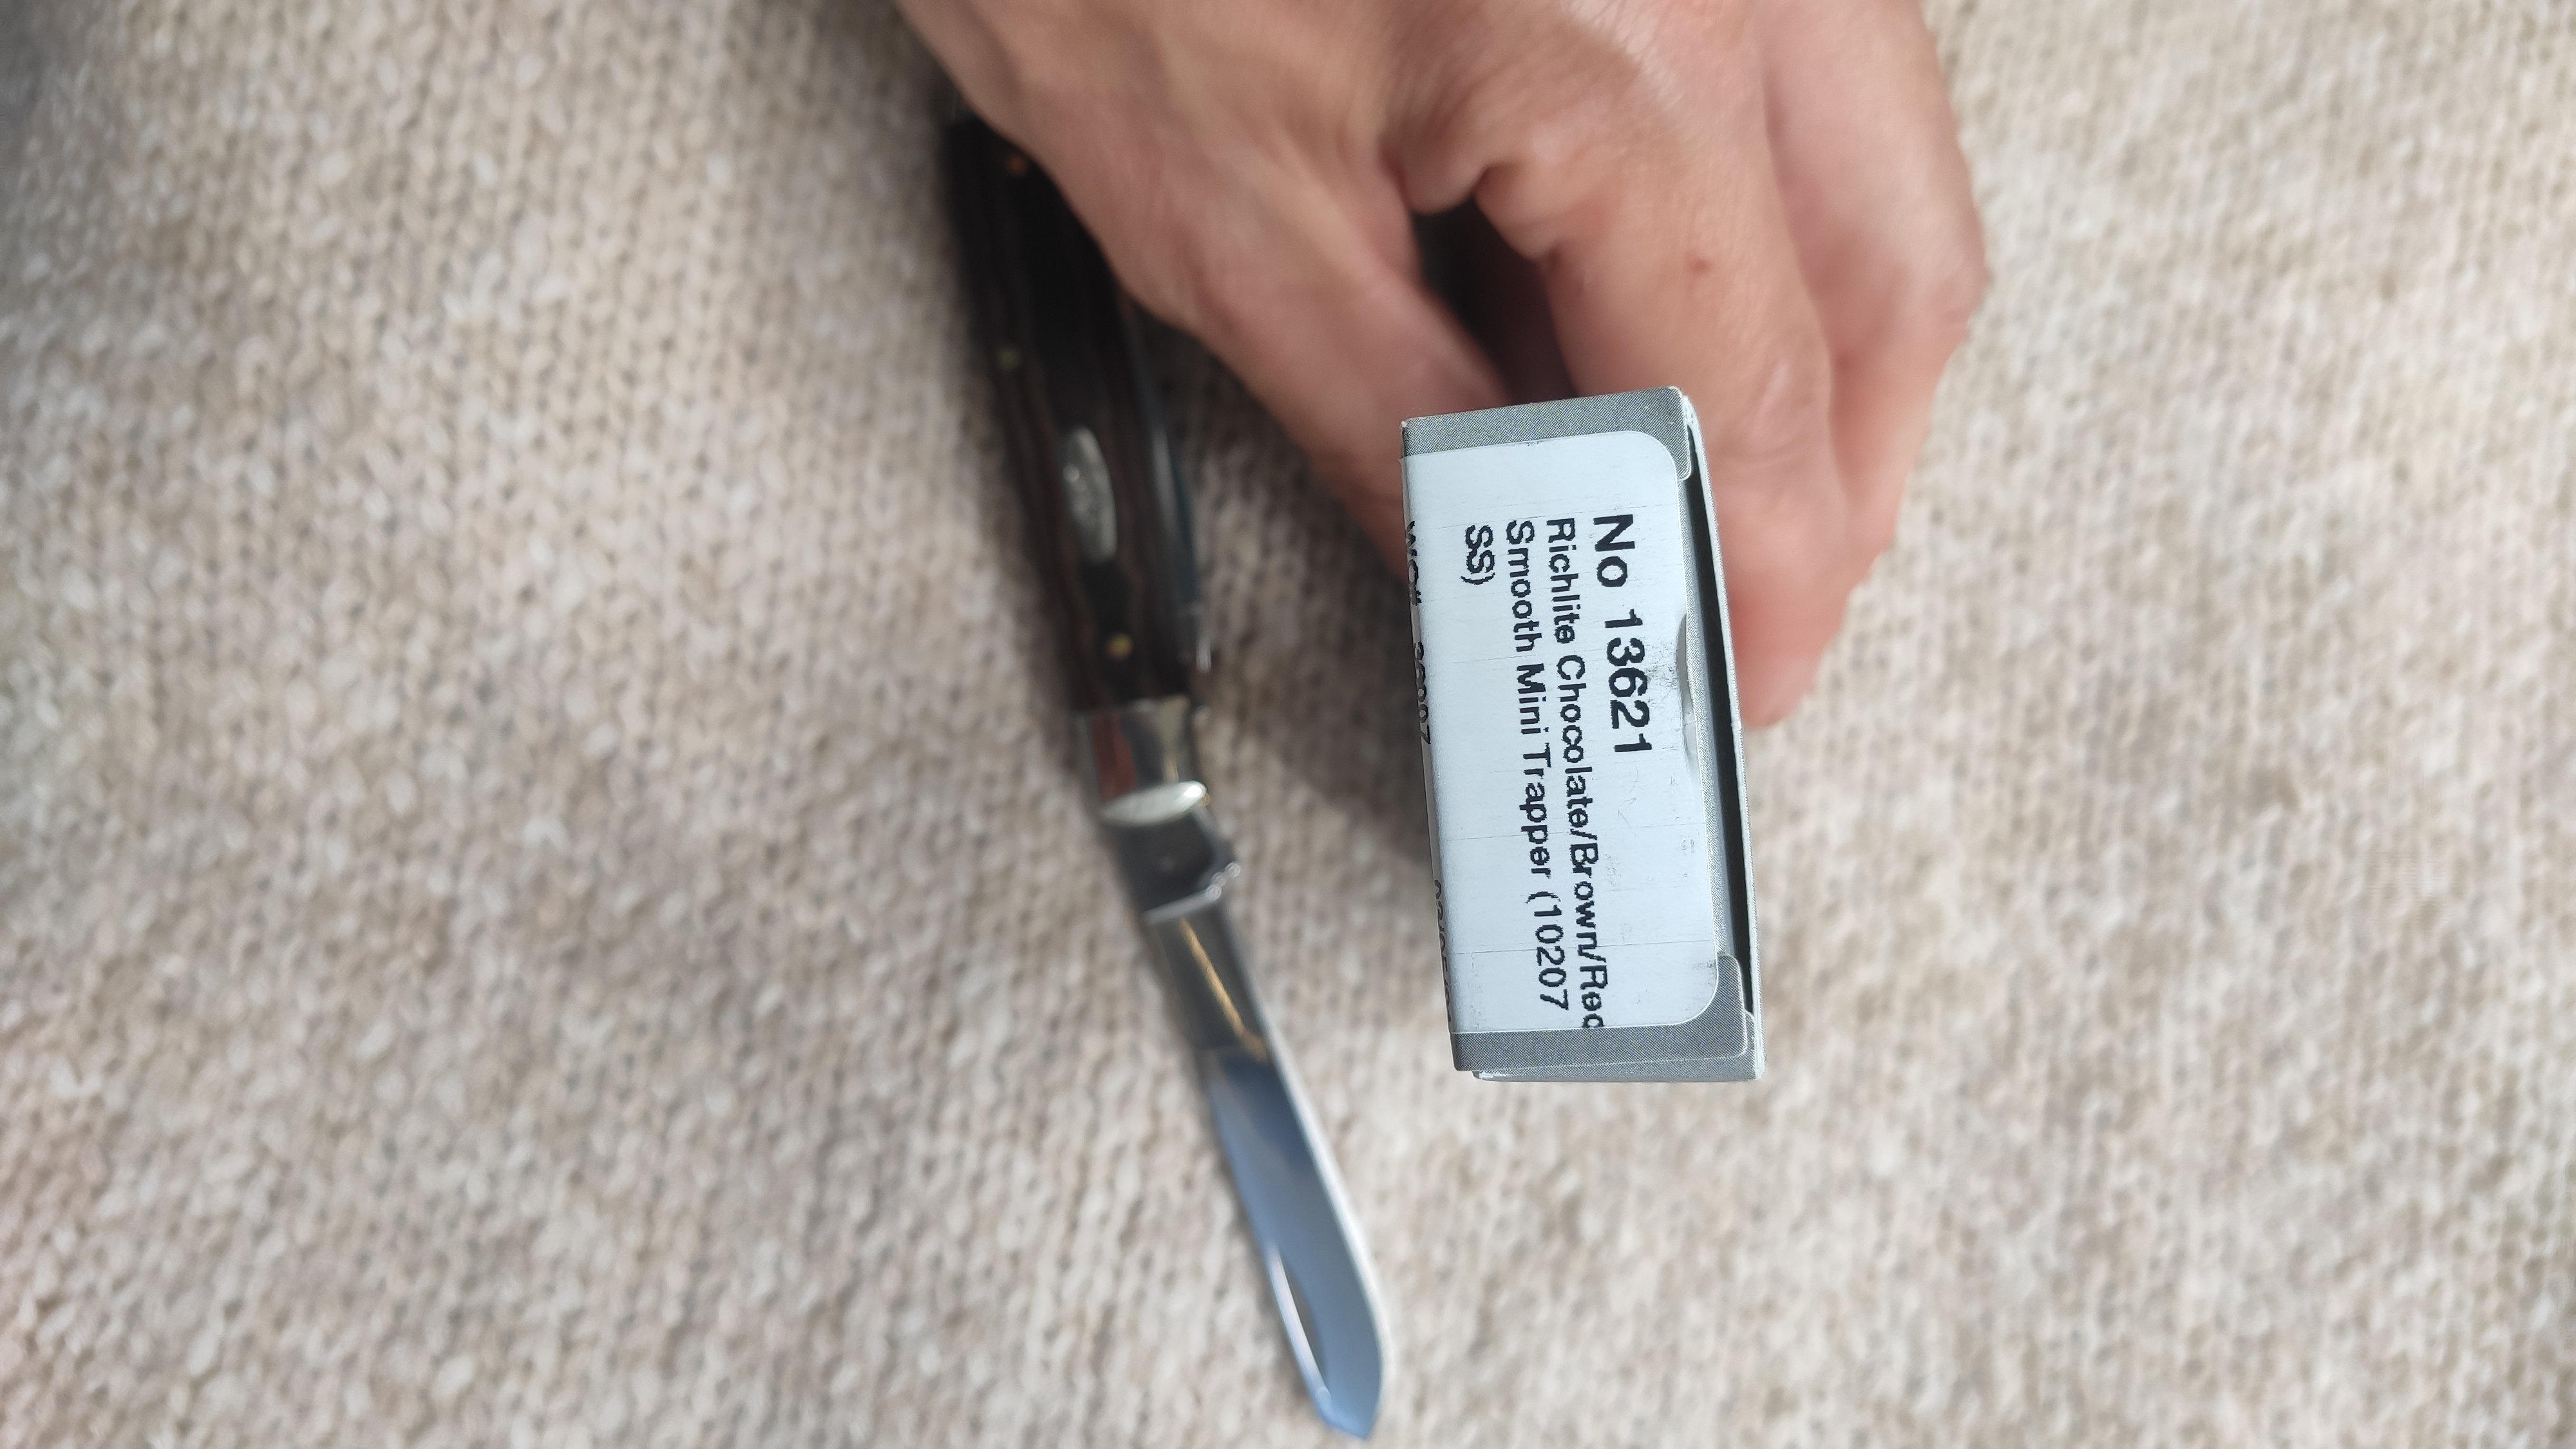 No 13621
Richlite Chocolate/Brown/Red
Smooth Mini Trapper (10207
SS)